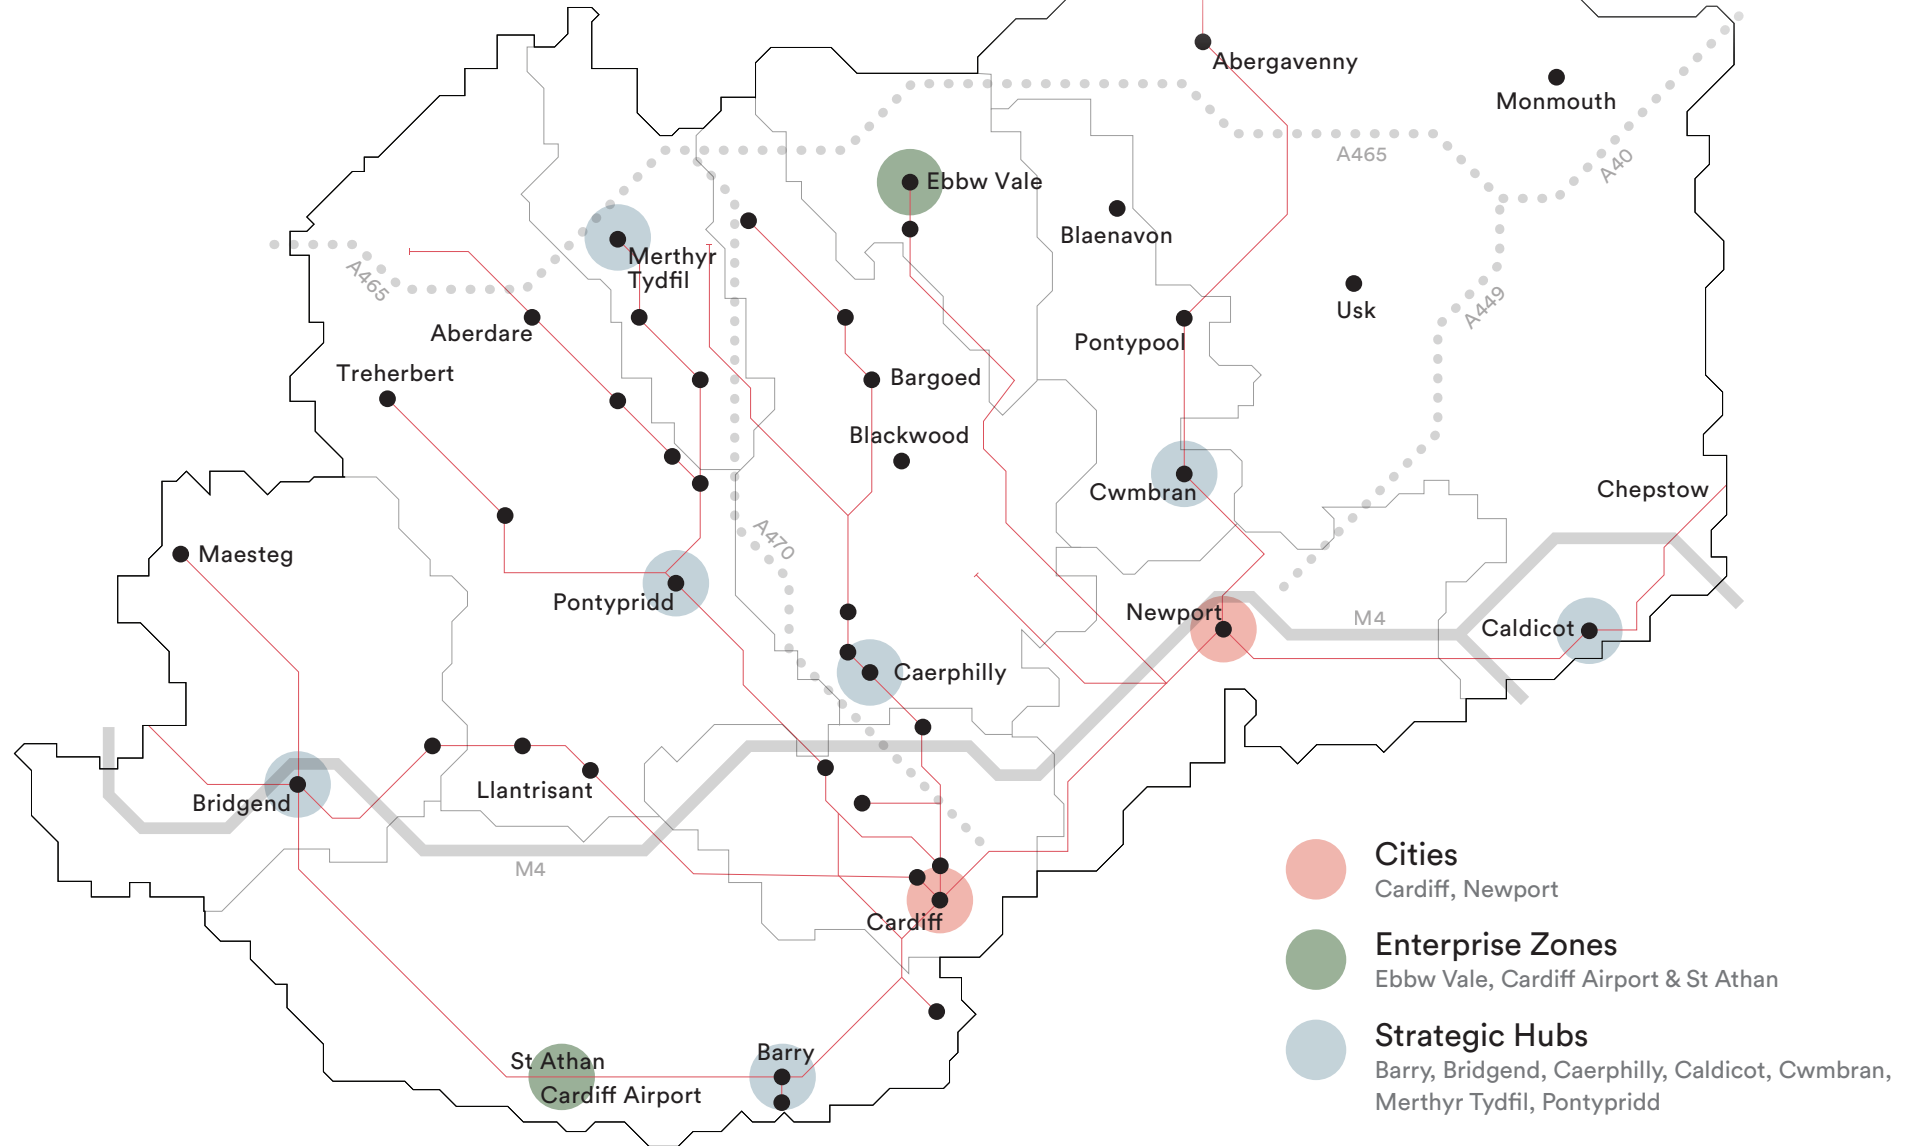 Abergavenny
Monmouth
A465
A40
Ebbw Vale
Blaenavon
Merthyr
Tydfil
A465
A449
Usk
Aberdare
Pontypool
Treherbert
Bargoed
Blackwood
Cwmbran
Chepstow
A470
Maesteg
Pontypridd
Newport
M4
Caldicot
Caerphilly
Bridgend
Llantrisant
M4
Cardiff
St Athan
Cardiff Airport
Barry
Cities
Cardiff, Newport
Enterprise Zones
Ebbw Vale, Cardiff Airport & St Athan
Strategic Hubs
Barry, Bridgend, Caerphilly, Caldicot, Cwmbran,
Merthyr Tydfil, Pontypridd